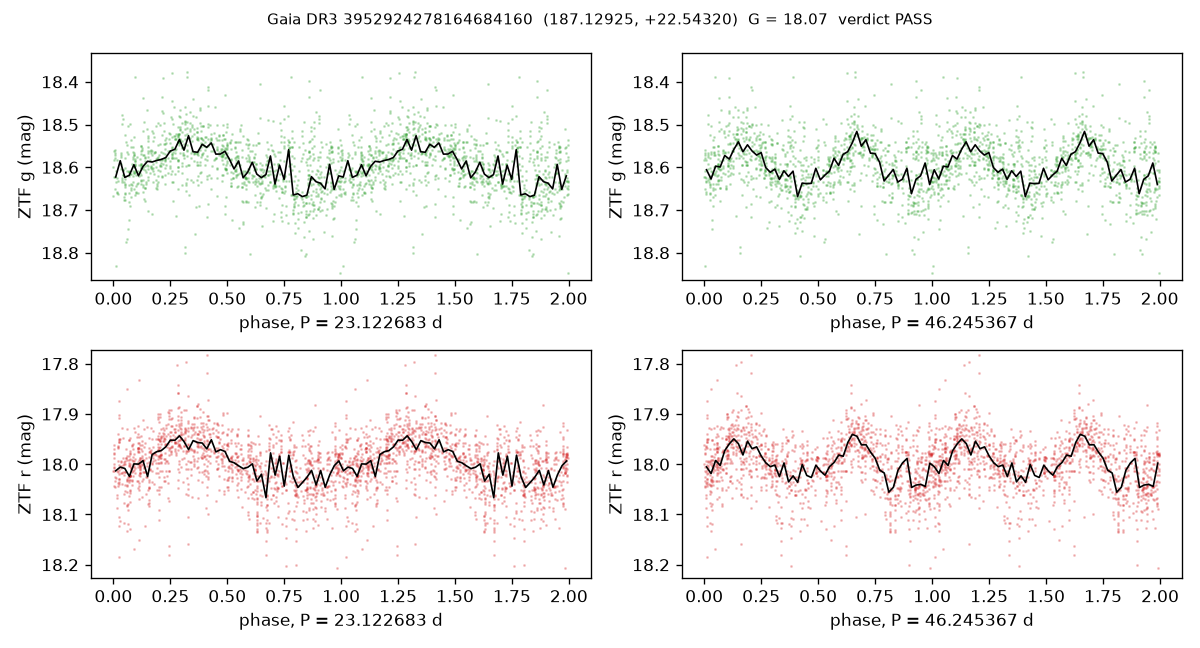 Gaia DR3 3952924278164684160 (187.12925, +22.54320) G = 18.07 verdict PASS
ZTF g (mag)
18.4
18.5
18.6
18.7
18.8
0.00 0.25 0.50 0.75 1.00 1.25 1.50 1.75 2.00
phase, P = 23.122683 d
ZTF g (mag)
18.4
18.5
18.6
18.7
18.8
0.00 0.25 0.50 0.75 1.00 1.25 1.50 1.75 2.00
phase, P = 46.245367 d
ZTF r (mag)
17.8
17.9
18.0
18.1
18.2
0.00 0.25 0.50 0.75 1.00 1.25 1.50 1.75 2.00
phase, P = 23.122683 d
ZTF r (mag)
17.8
17.9
18.0
18.1
18.2
0.00 0.25 0.50 0.75 1.00 1.25 1.50 1.75 2.00
phase, P = 46.245367 d